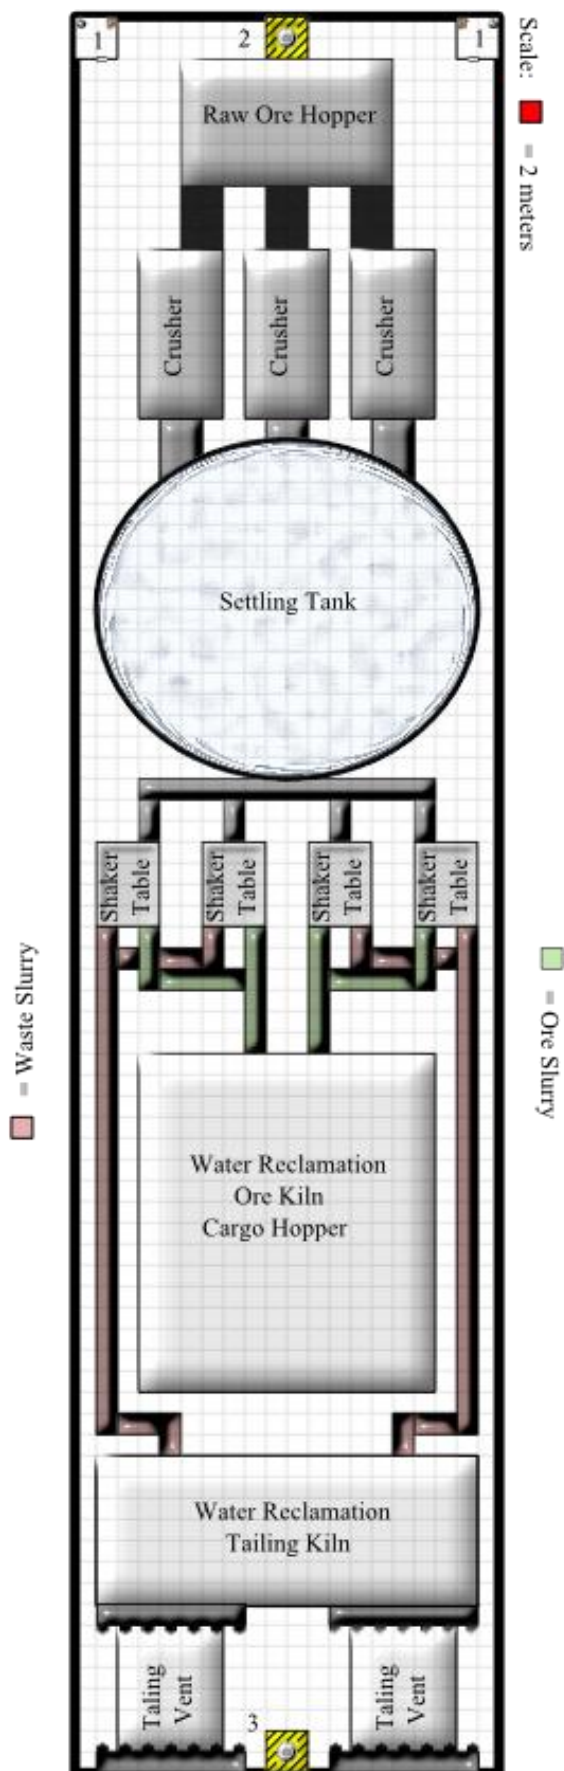 1
2
1
Scale:
= 2 meters
Raw Ore Hopper
Crusher
Crusher
Crusher
Settling Tank
Shaker
Table
Shaker
Table
Shaker
Table
Shaker
Table
= Waste Slurry
= Ore Slurry
Water Reclamation
Ore Kiln
Cargo Hopper
Water Reclamation
Tailing Kiln
Taling
Vent
Taling
Vent
3